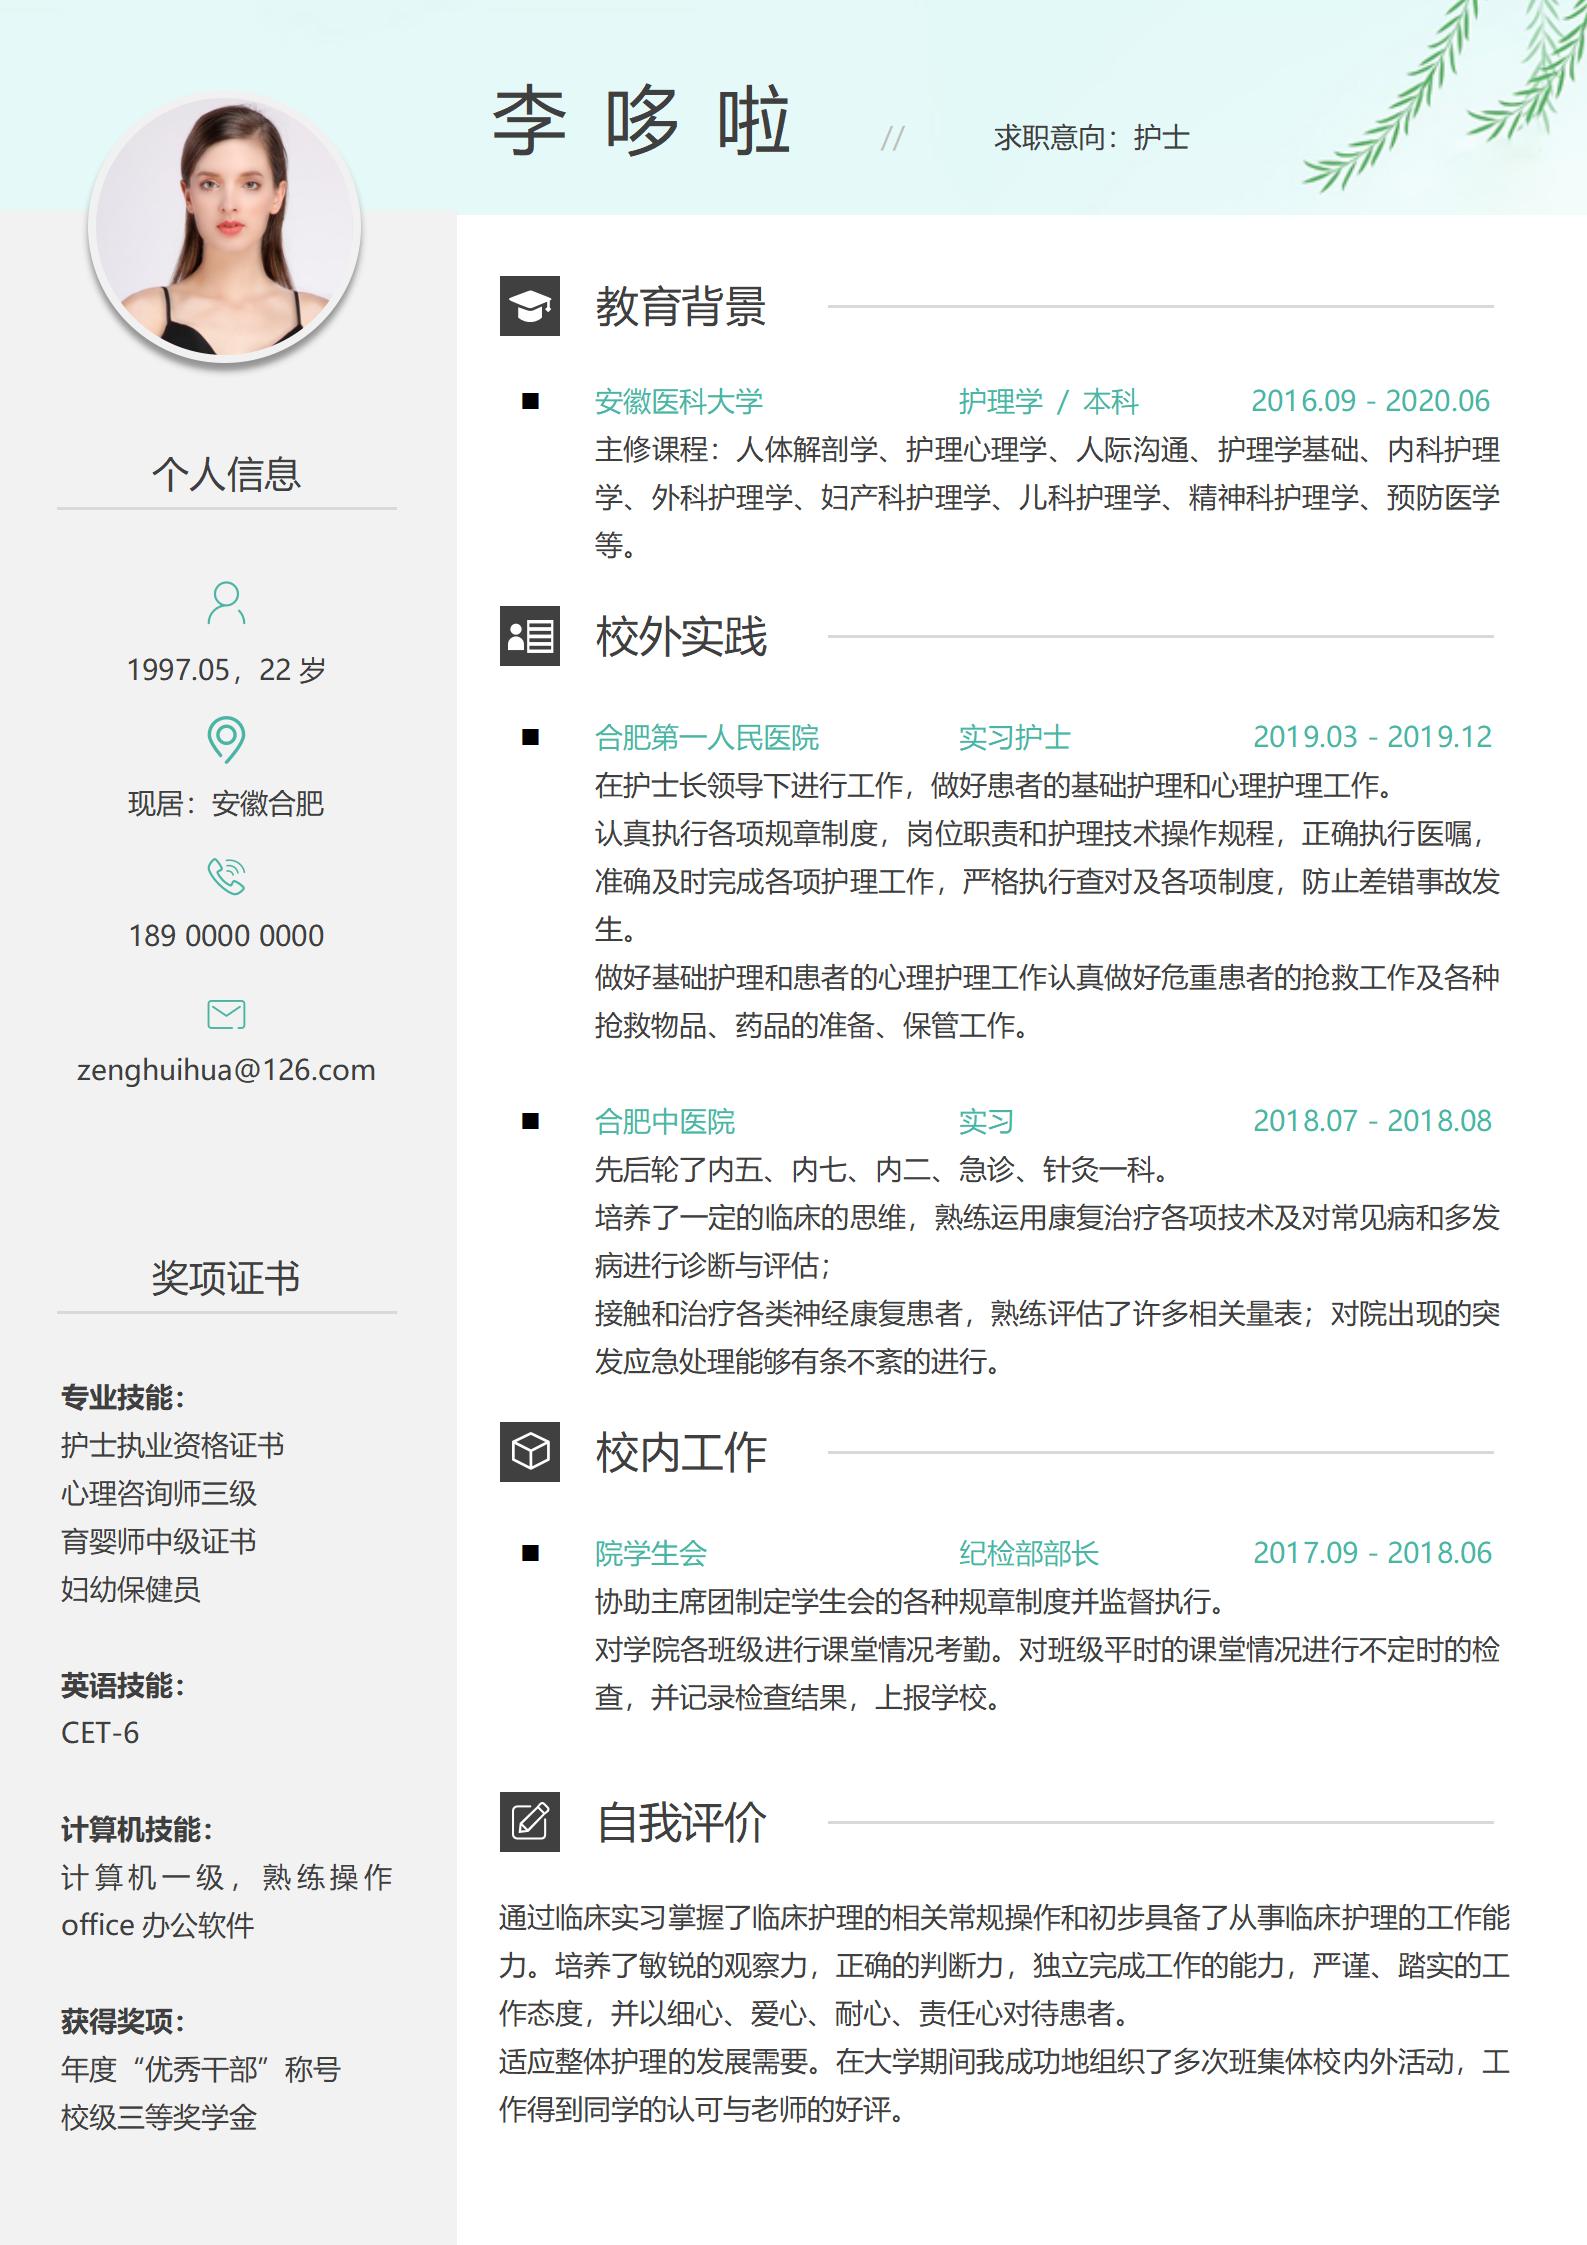 李哆啦 // 求职意向：护士
个人信息
1997.05，22 岁
现居：安徽合肥
189 0000 0000
zenghuihua@126.com
奖项证书
专业技能：
护士执业资格证书
心理咨询师三级
育婴师中级证书
妇幼保健员
英语技能：
CET-6
计算机技能：
计算机一级，熟练操作
office 办公软件
获得奖项：
年度“优秀干部”称号
校级三等奖学金
教育背景
■ 安徽医科大学 护理学 / 本科 2016.09 - 2020.06
主修课程：人体解剖学、护理心理学、人际沟通、护理学基础、内科护理
学、外科护理学、妇产科护理学、儿科护理学、精神科护理学、预防医学
等。
校外实践
■ 合肥第一人民医院 实习护士 2019.03 - 2019.12
在护士长领导下进行工作，做好患者的基础护理和心理护理工作。
认真执行各项规章制度，岗位职责和护理技术操作规程，正确执行医嘱，
准确及时完成各项护理工作，严格执行查对及各项制度，防止差错事故发
生。
做好基础护理和患者的心理护理工作认真做好危重患者的抢救工作及各种
抢救物品、药品的准备、保管工作。
■ 合肥中医院 实习 2018.07 - 2018.08
先后轮了内五、内七、内二、急诊、针灸一科。
培养了一定的临床的思维，熟练运用康复治疗各项技术及对常见病和多发
病进行诊断与评估；
接触和治疗各类神经康复患者，熟练评估了许多相关量表；对院出现的突
发应急处理能够有条不紊的进行。
校内工作
■ 院学生会 纪检部部长 2017.09 - 2018.06
协助主席团制定学生会的各种规章制度并监督执行。
对学院各班级进行课堂情况考勤。对班级平时的课堂情况进行不定时的检
查，并记录检查结果，上报学校。
自我评价
通过临床实习掌握了临床护理的相关常规操作和初步具备了从事临床护理的工作能
力。培养了敏锐的观察力，正确的判断力，独立完成工作的能力，严谨、踏实的工
作态度，并以细心、爱心、耐心、责任心对待患者。
适应整体护理的发展需要。在大学期间我成功地组织了多次班集体校内外活动，工
作得到同学的认可与老师的好评。